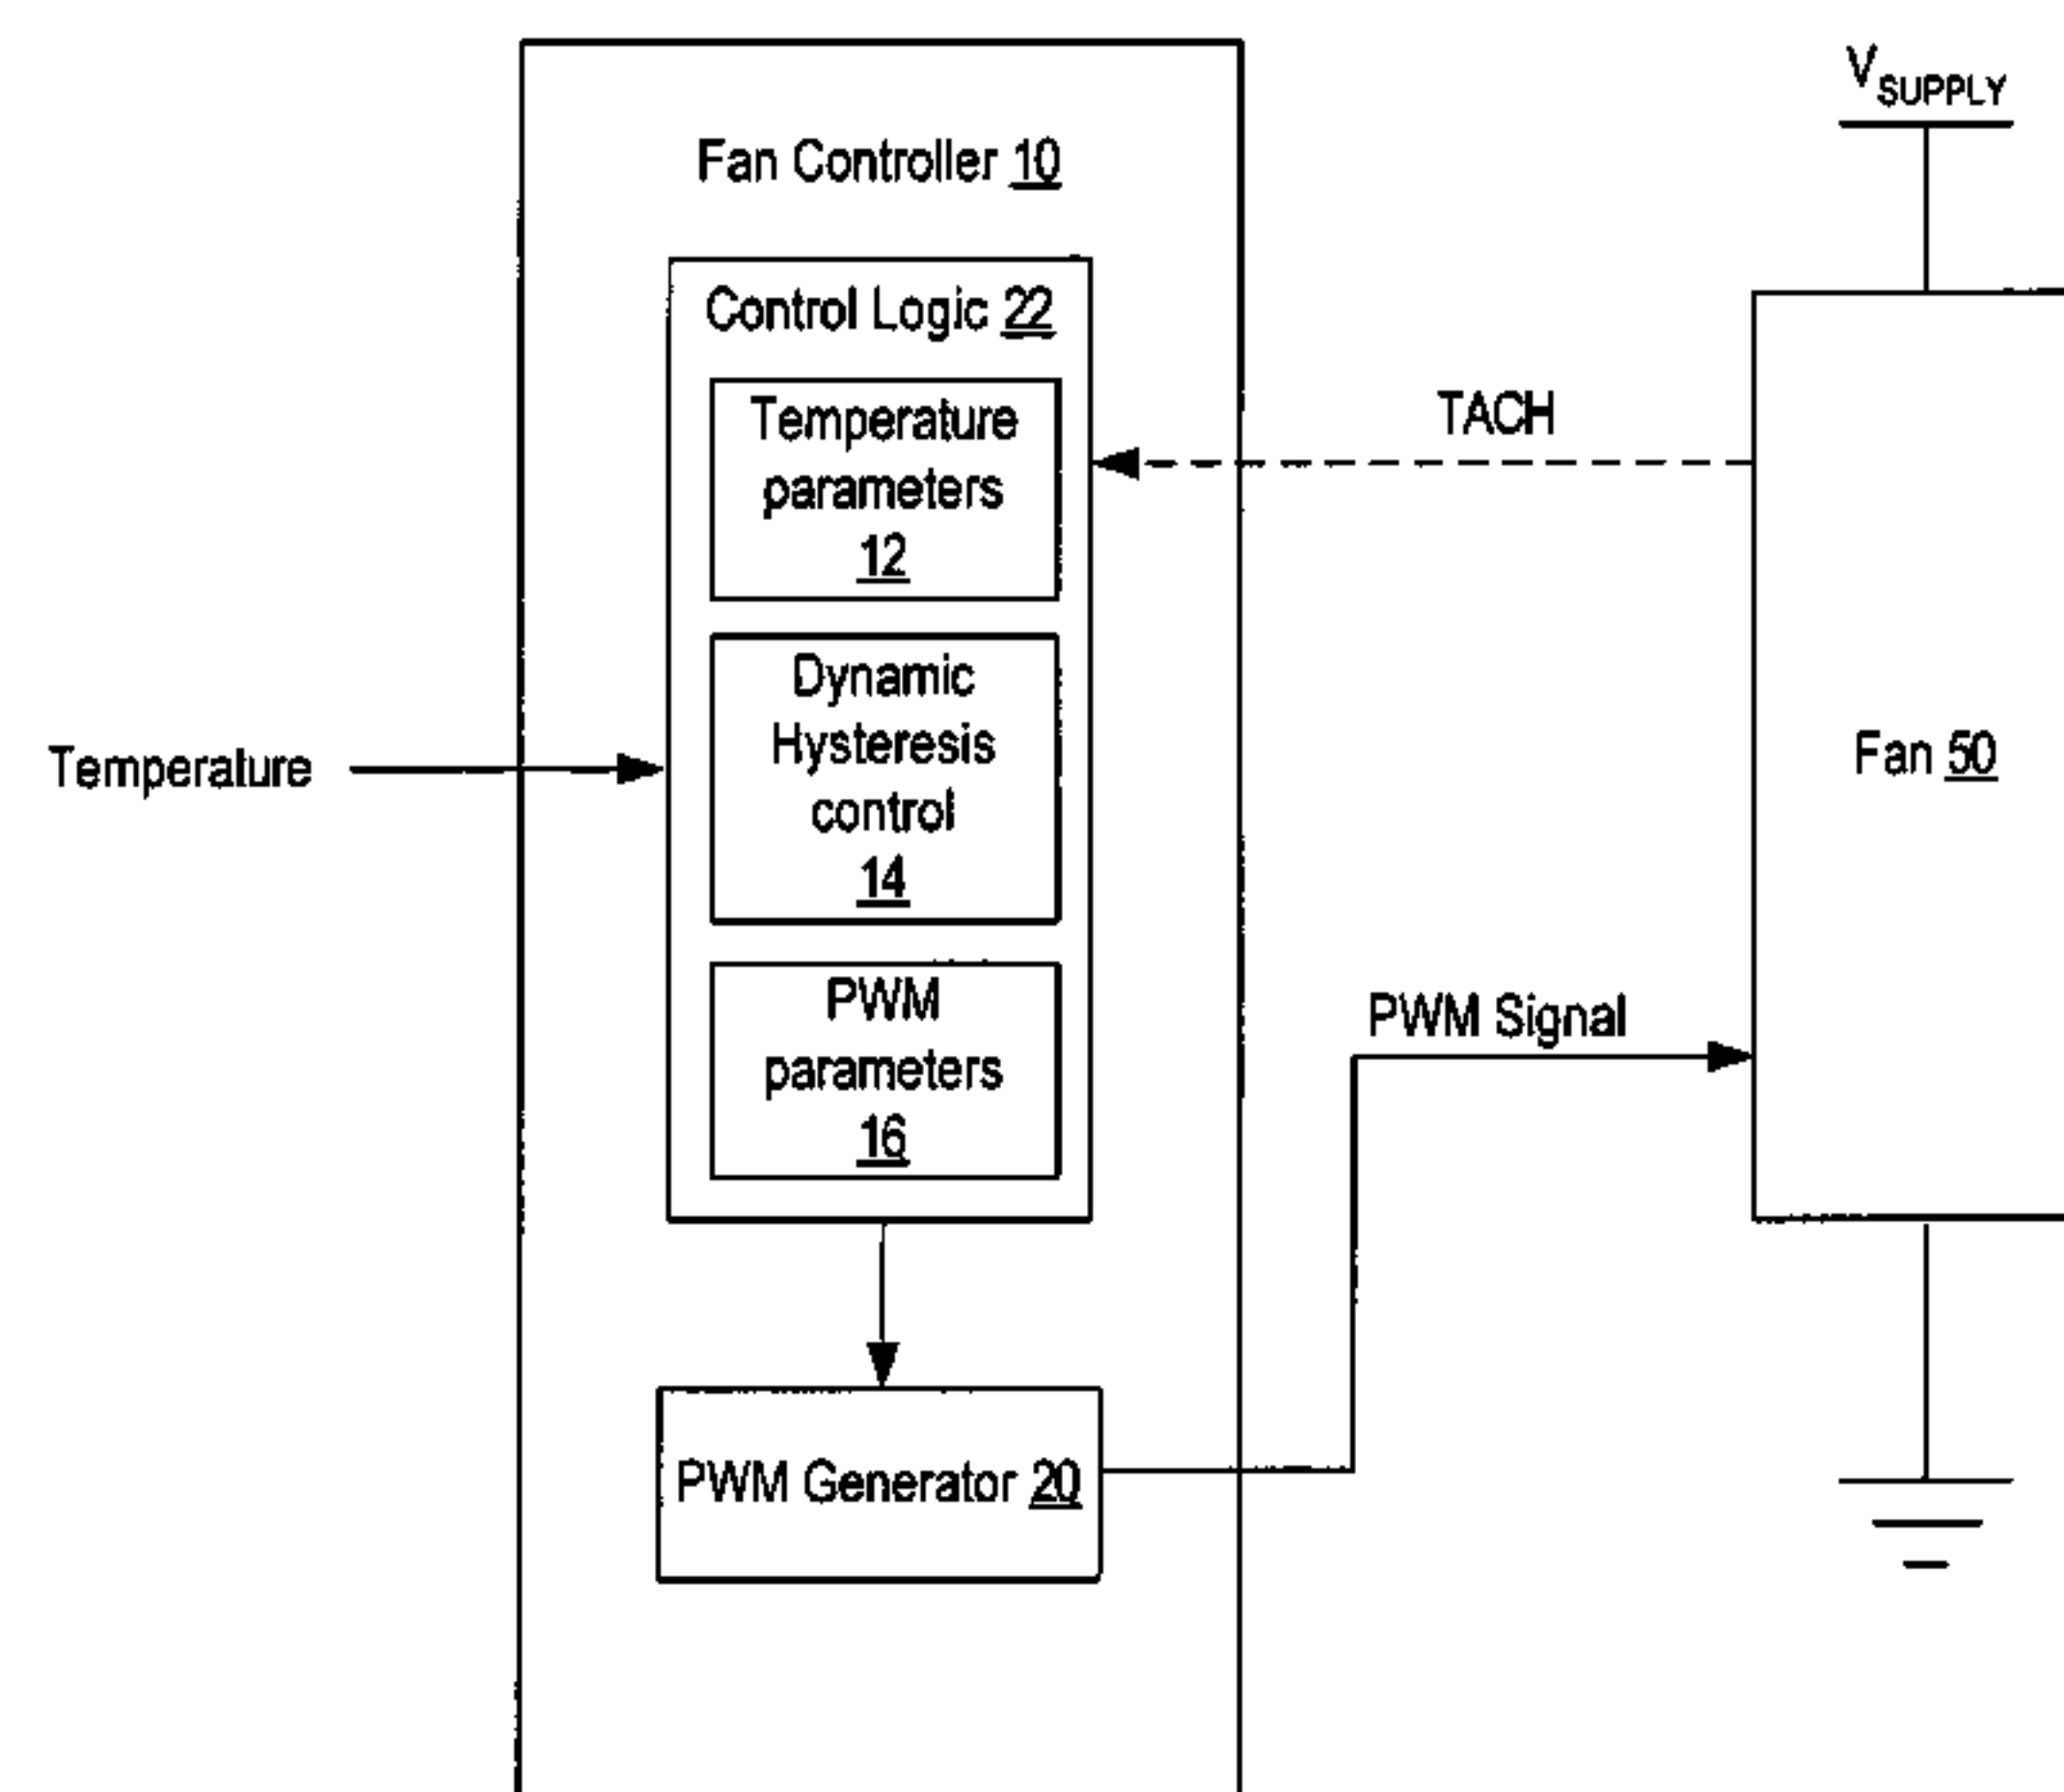 Fan Controller 10
Control Logic 22
Temperature
parameters
12
Dynamic
Hysteresis
control
14
PWM
parameters
16
PWM Generator 20
Temperature
TACH
PWM Signal
VSUPPLY
Fan 50